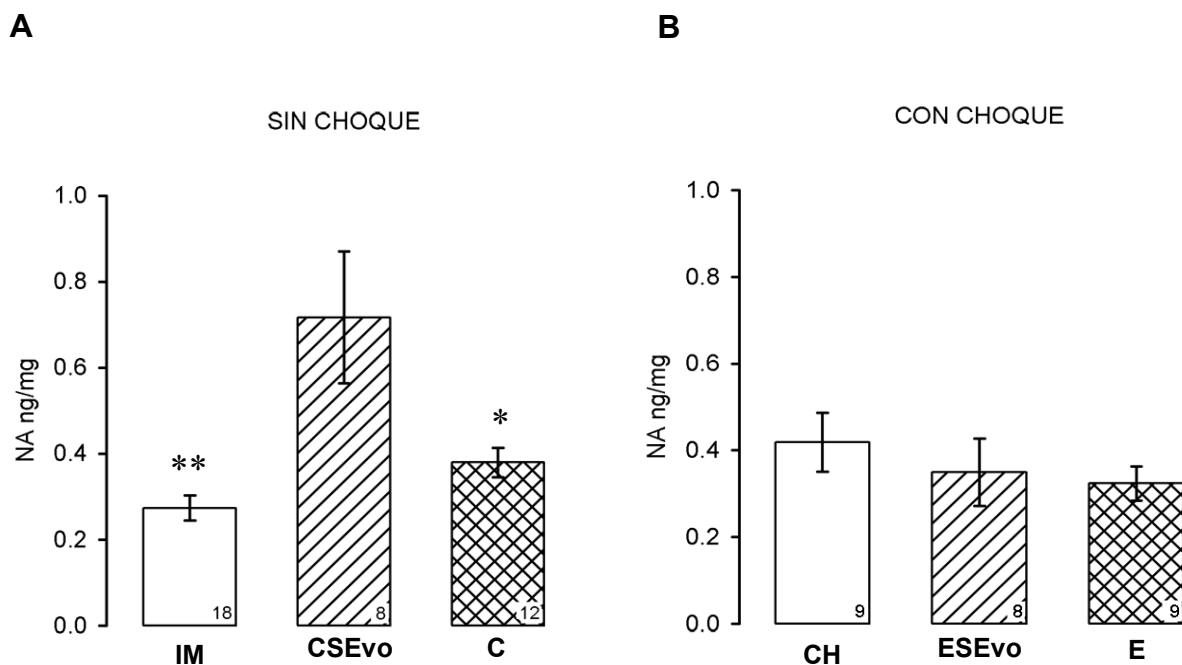 A
B
SIN CHOQUE
CON CHOQUE
NA ng/mg
1.0
0.8
0.6
0.4
0.2
0.0
**
*
18
8
12
IM
CSEvo
C
NA ng/mg
1.0
0.8
0.6
0.4
0.2
0.0
9
8
9
CH
ESEvo
E